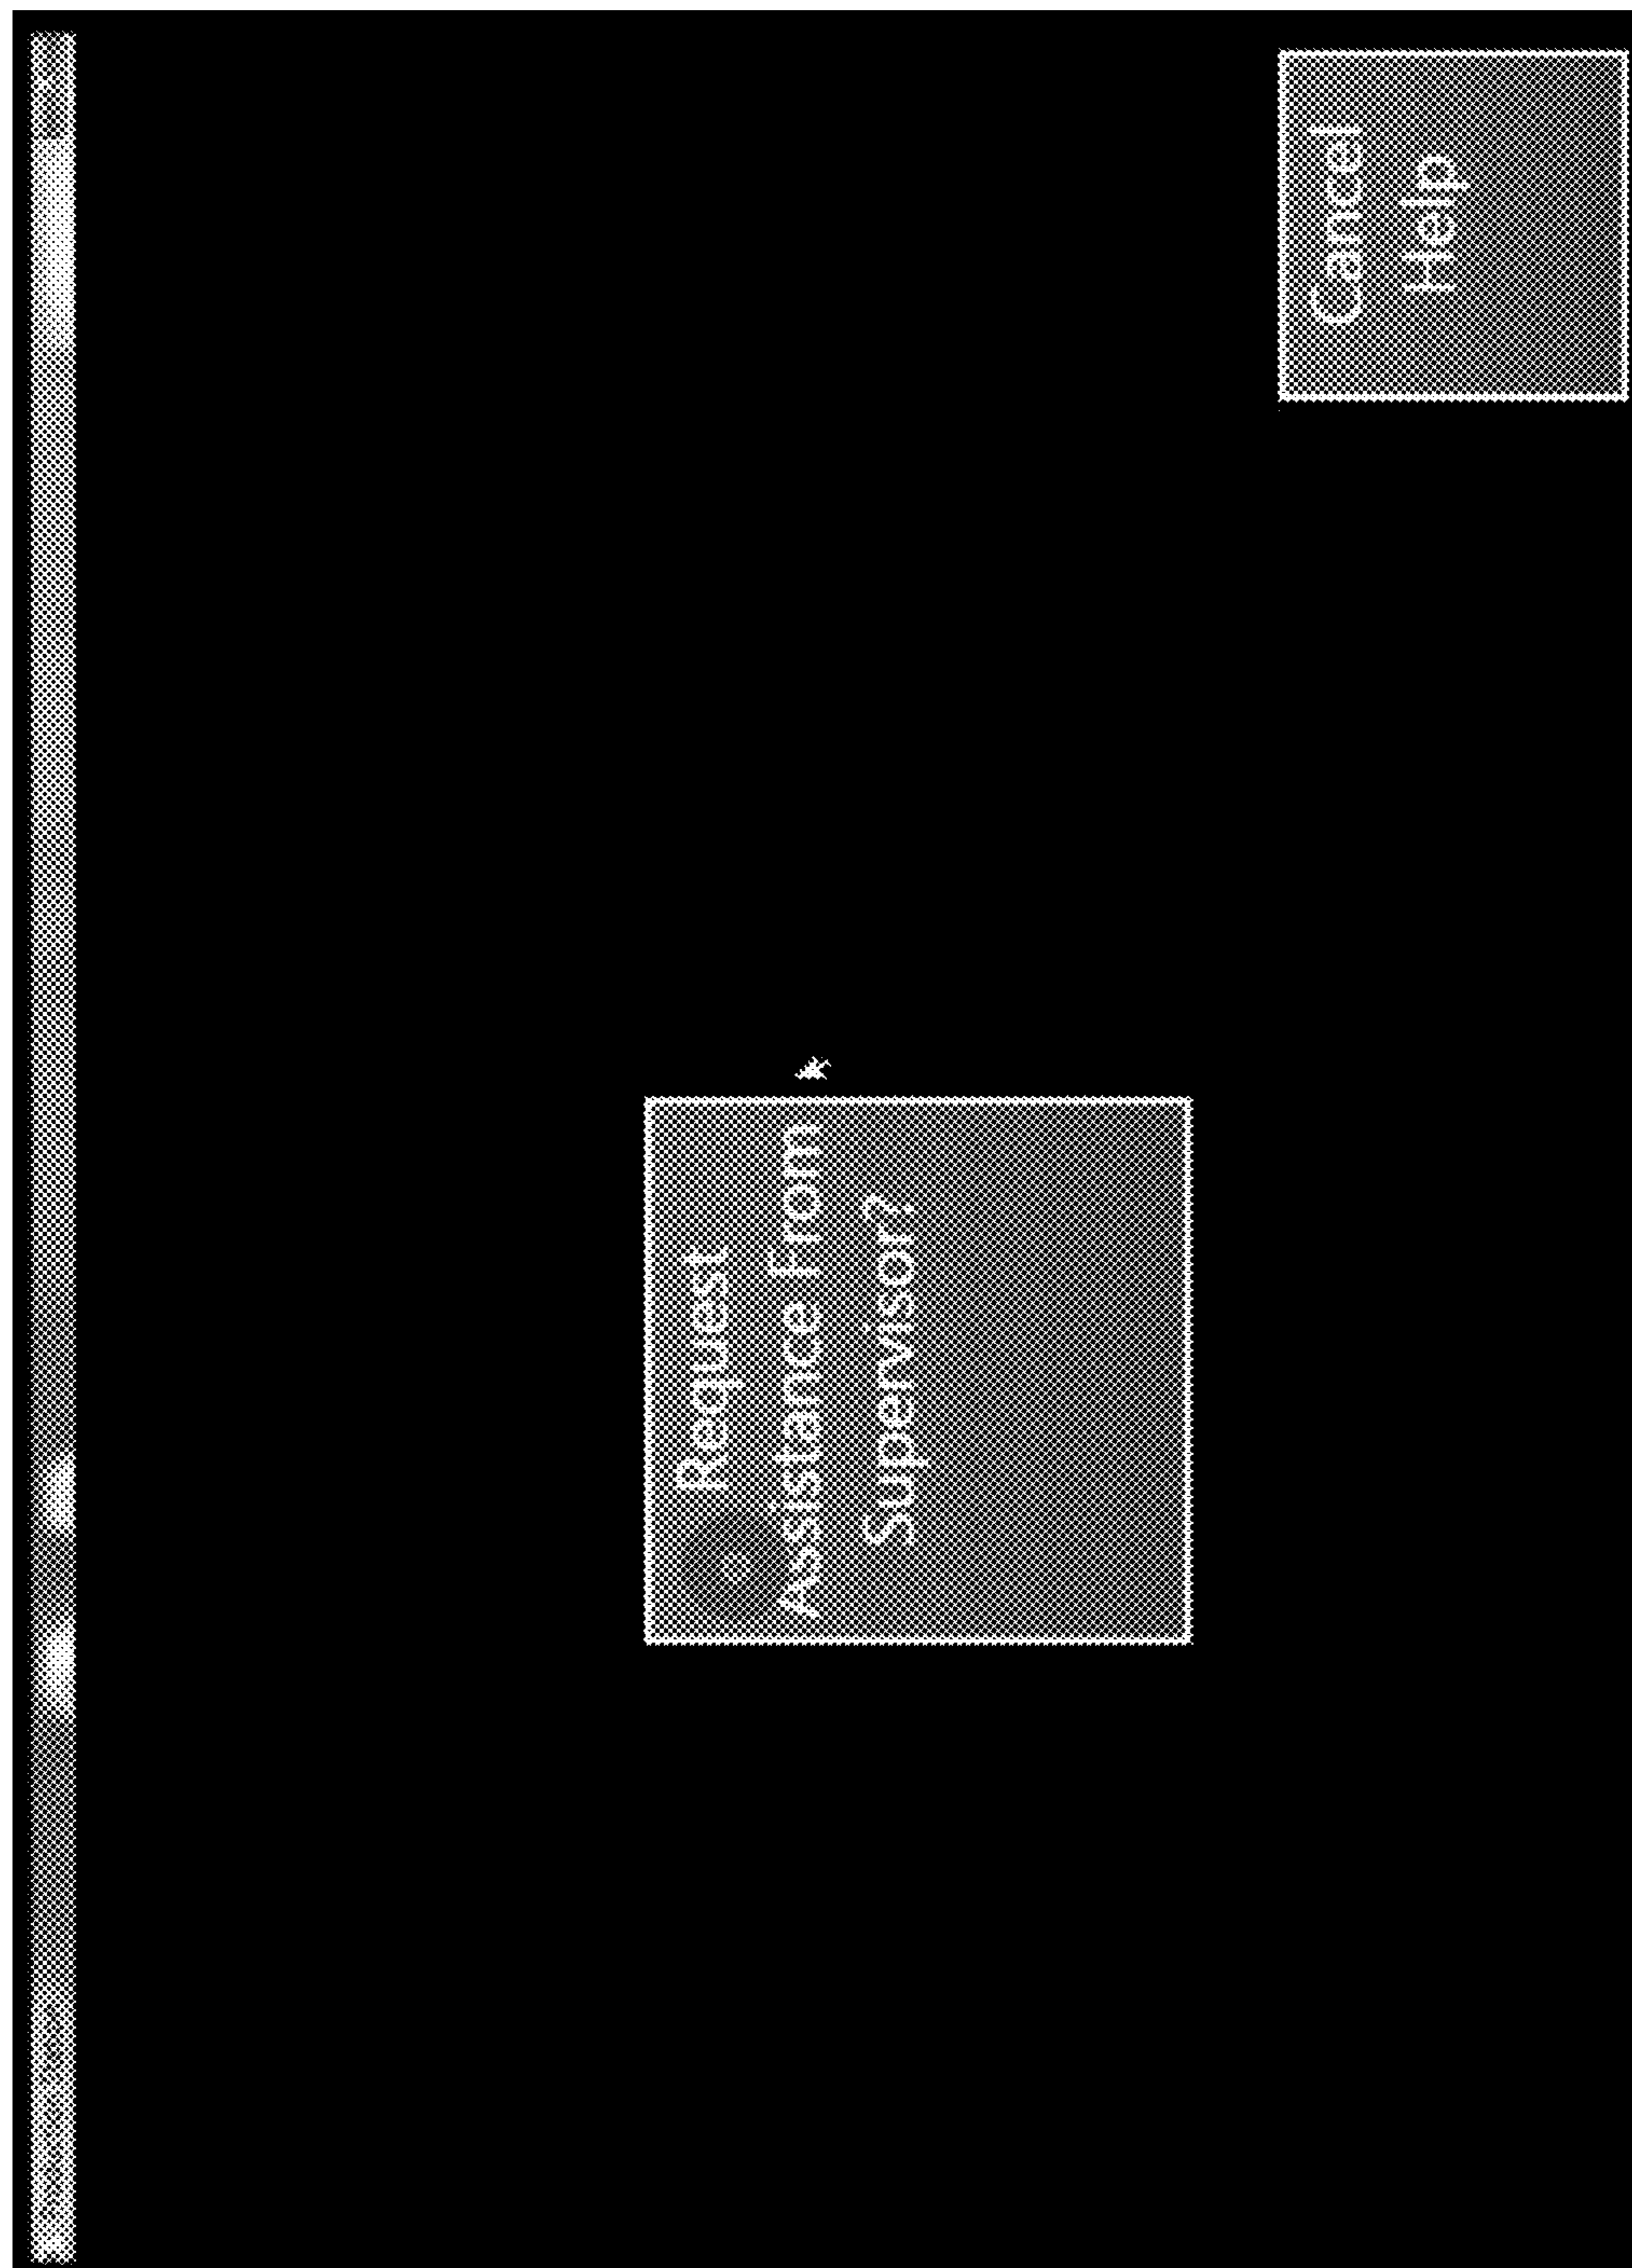 Request
Assistance From
Supervisor?
Cancel
Help